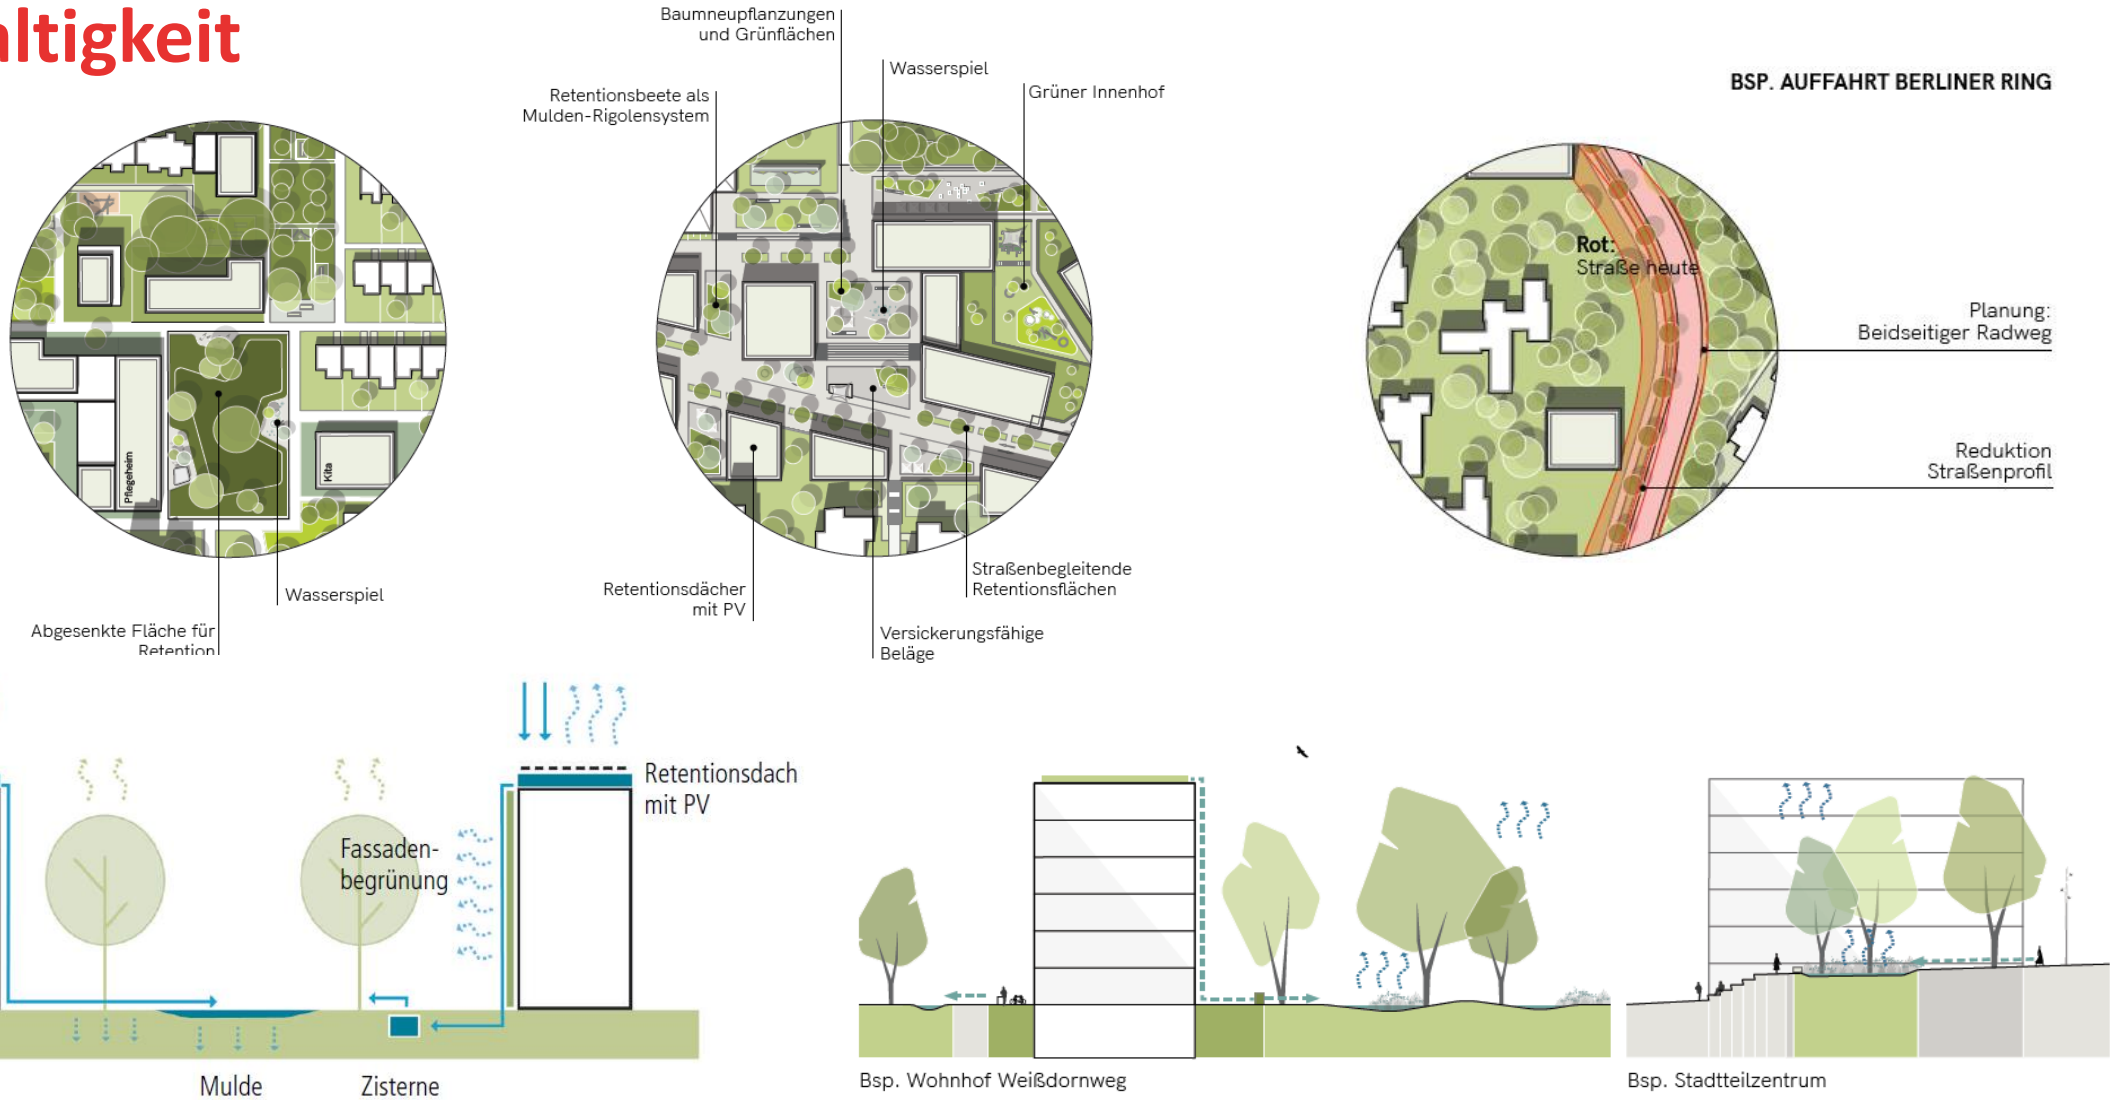 altigkeit
Baumneupflanzungen
und Grünflächen
Wasserspiel
Retentionsbeete als
Mulden-Rigolensystem
Grüner Innenhof
BSP. AUFFAHRT BERLINER RING
Rot:
Straße heute
Planung:
Beidseitiger Radweg
Reduktion
Straßenprofil
Pflegeheim
Kita
Wasserspiel
Abgesenkte Fläche für
Retention
Retentionsdächer
mit PV
Straßenbegleitende
Retentionsflächen
Versickerungsfähige
Beläge
Retentionsdach
mit PV
Fassaden-
begrünung
Mulde
Zisterne
Bsp. Wohnhof Weißdornweg
Bsp. Stadtteilzentrum